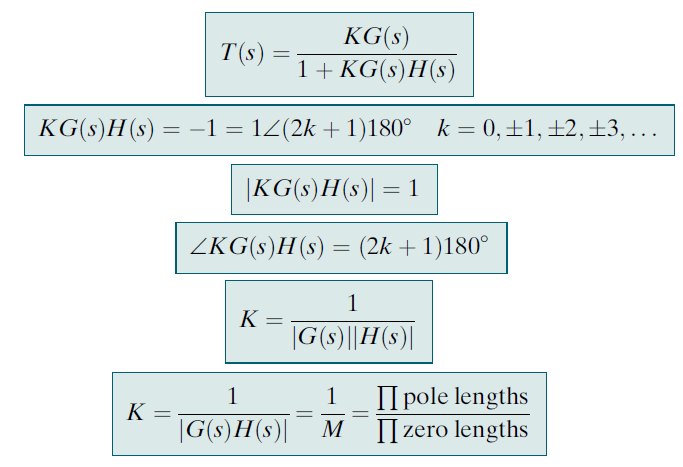 T(s) = KG(s) / 1 + KG(s)H(s)
KG(s)H(s) = −1 = 1∠(2k + 1)180° k = 0, ±1, ±2, ±3, ...
|KG(s)H(s)| = 1
∠KG(s)H(s) = (2k + 1)180°
K = 1 / |G(s)||H(s)|
K = 1 / |G(s)H(s)| = 1 / M = ∏ pole lengths / ∏ zero lengths